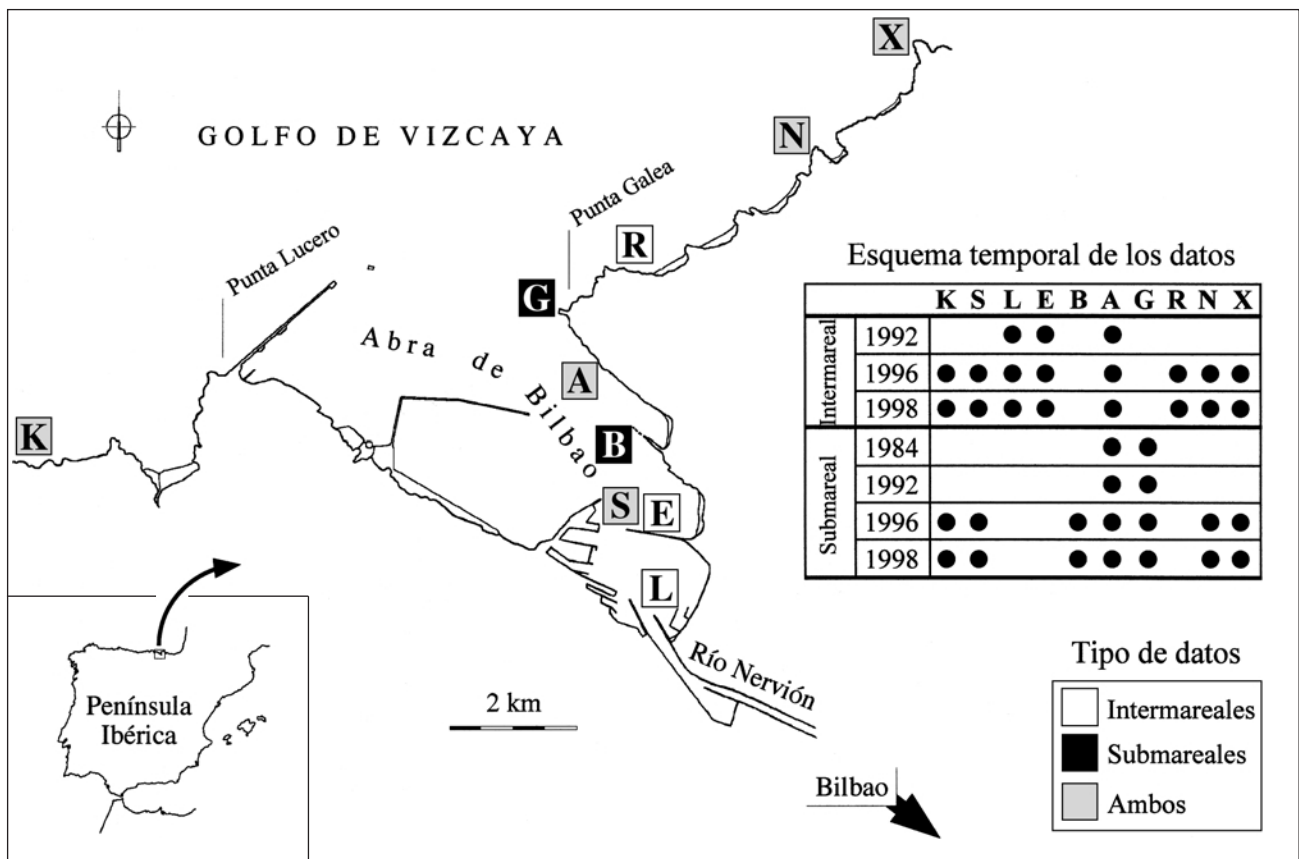 X
GOLFO DE VIZCAYA
N
Punta Galea
R
Punta Lucero
G
Abra de Bilbao
A
K
B
S
E
L
Río Nervión
2 km
Bilbao
Península
Ibérica
Esquema temporal de los datos
K S L E B A G R N X
Intermareal
1992 ● ● ●
1996 ● ● ● ● ● ● ● ●
1998 ● ● ● ● ● ● ● ●
Submareal
1984 ● ●
1992 ● ●
1996 ● ● ● ● ● ● ●
1998 ● ● ● ● ● ● ●
Tipo de datos
Intermareales
Submareales
Ambos